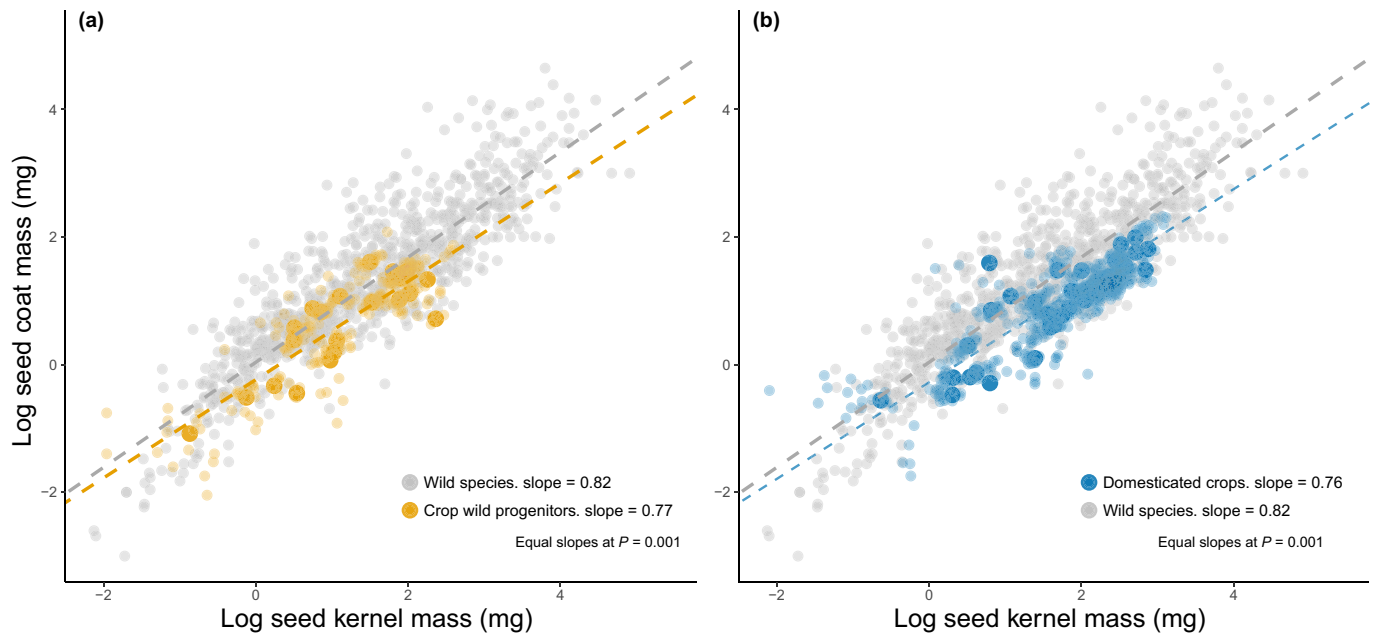 (a)
Log seed coat mass (mg)
4
2
0
−2
Wild species. slope = 0.82
Crop wild progenitors. slope = 0.77
Equal slopes at P = 0.001
−2 0 2 4
Log seed kernel mass (mg)
(b)
4
2
0
−2
Domesticated crops. slope = 0.76
Wild species. slope = 0.82
Equal slopes at P = 0.001
−2 0 2 4
Log seed kernel mass (mg)